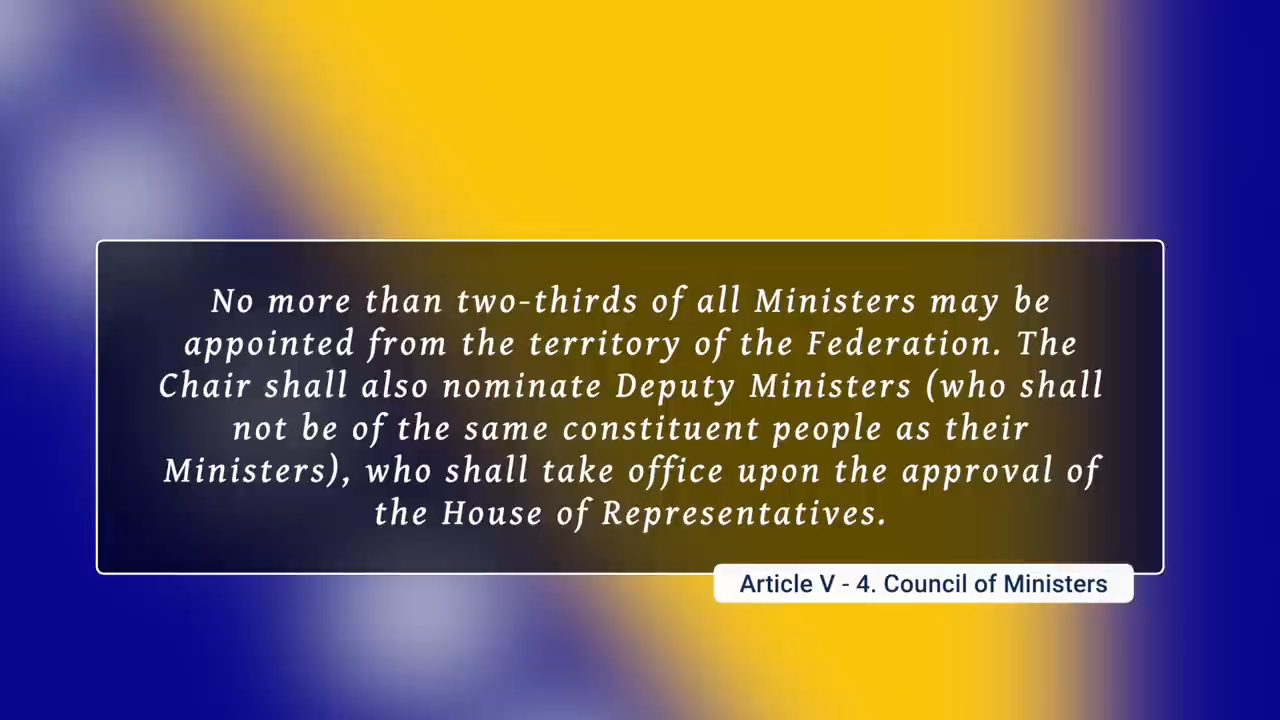 No more than two-thirds of all Ministers may be
appointed from the territory of the Federation. The
Chair shall also nominate Deputy Ministers (who shall
not be of the same constituent people as their
Ministers), who shall take office upon the approval of
the House of Representatives.
Article V - 4. Council of Ministers